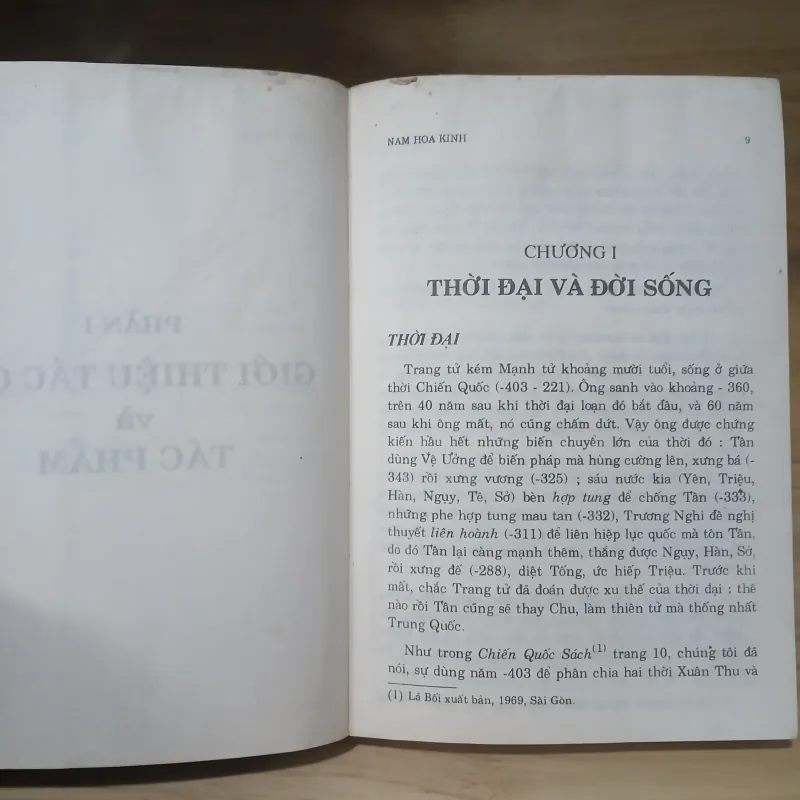 NAM HOA KINH 9
CHƯƠNG I
THỜI ĐẠI VÀ ĐỜI SỐNG
THỜI ĐẠI
Trang tử kém Mạnh tử khoảng mười tuổi, sống ở giữa
thời Chiến Quốc (-403 - 221). Ông sanh vào khoảng - 360,
trên 40 năm sau khi thời đại loạn đó bắt đầu, và 60 năm
sau khi ông mất, nó cũng chấm dứt. Vậy ông được chứng
kiến hầu hết những biến chuyển lớn của thời đó : Tần
dùng Vệ Ưởng để biến pháp mà hùng cường lên, xưng bá (-
343) rồi xưng vương (-325) ; sáu nước kia (Yên, Triệu,
Hàn, Ngụy, Tề, Sở) bèn hợp tung để chống Tần (-333),
những phe hợp tung mau tan (-332), Trương Nghi đề nghị
thuyết liên hoành (-311) để liên hiệp lục quốc mà tôn Tần,
do đó Tần lại càng mạnh thêm, thắng được Ngụy, Hàn, Sở,
rồi xưng đế (-288), diệt Tống, ức hiếp Triệu. Trước khi
mất, chắc Trang tử đã đoán được xu thế của thời đại : thế
nào rồi Tần cũng sẽ thay Chu, làm thiên tử mà thống nhất
Trung Quốc.
Như trong Chiến Quốc Sách(1) trang 10, chúng tôi đã
nói, sự dùng năm -403 để phân chia hai thời Xuân Thu và
(1) Lá Bối xuất bản, 1969, Sài Gòn.